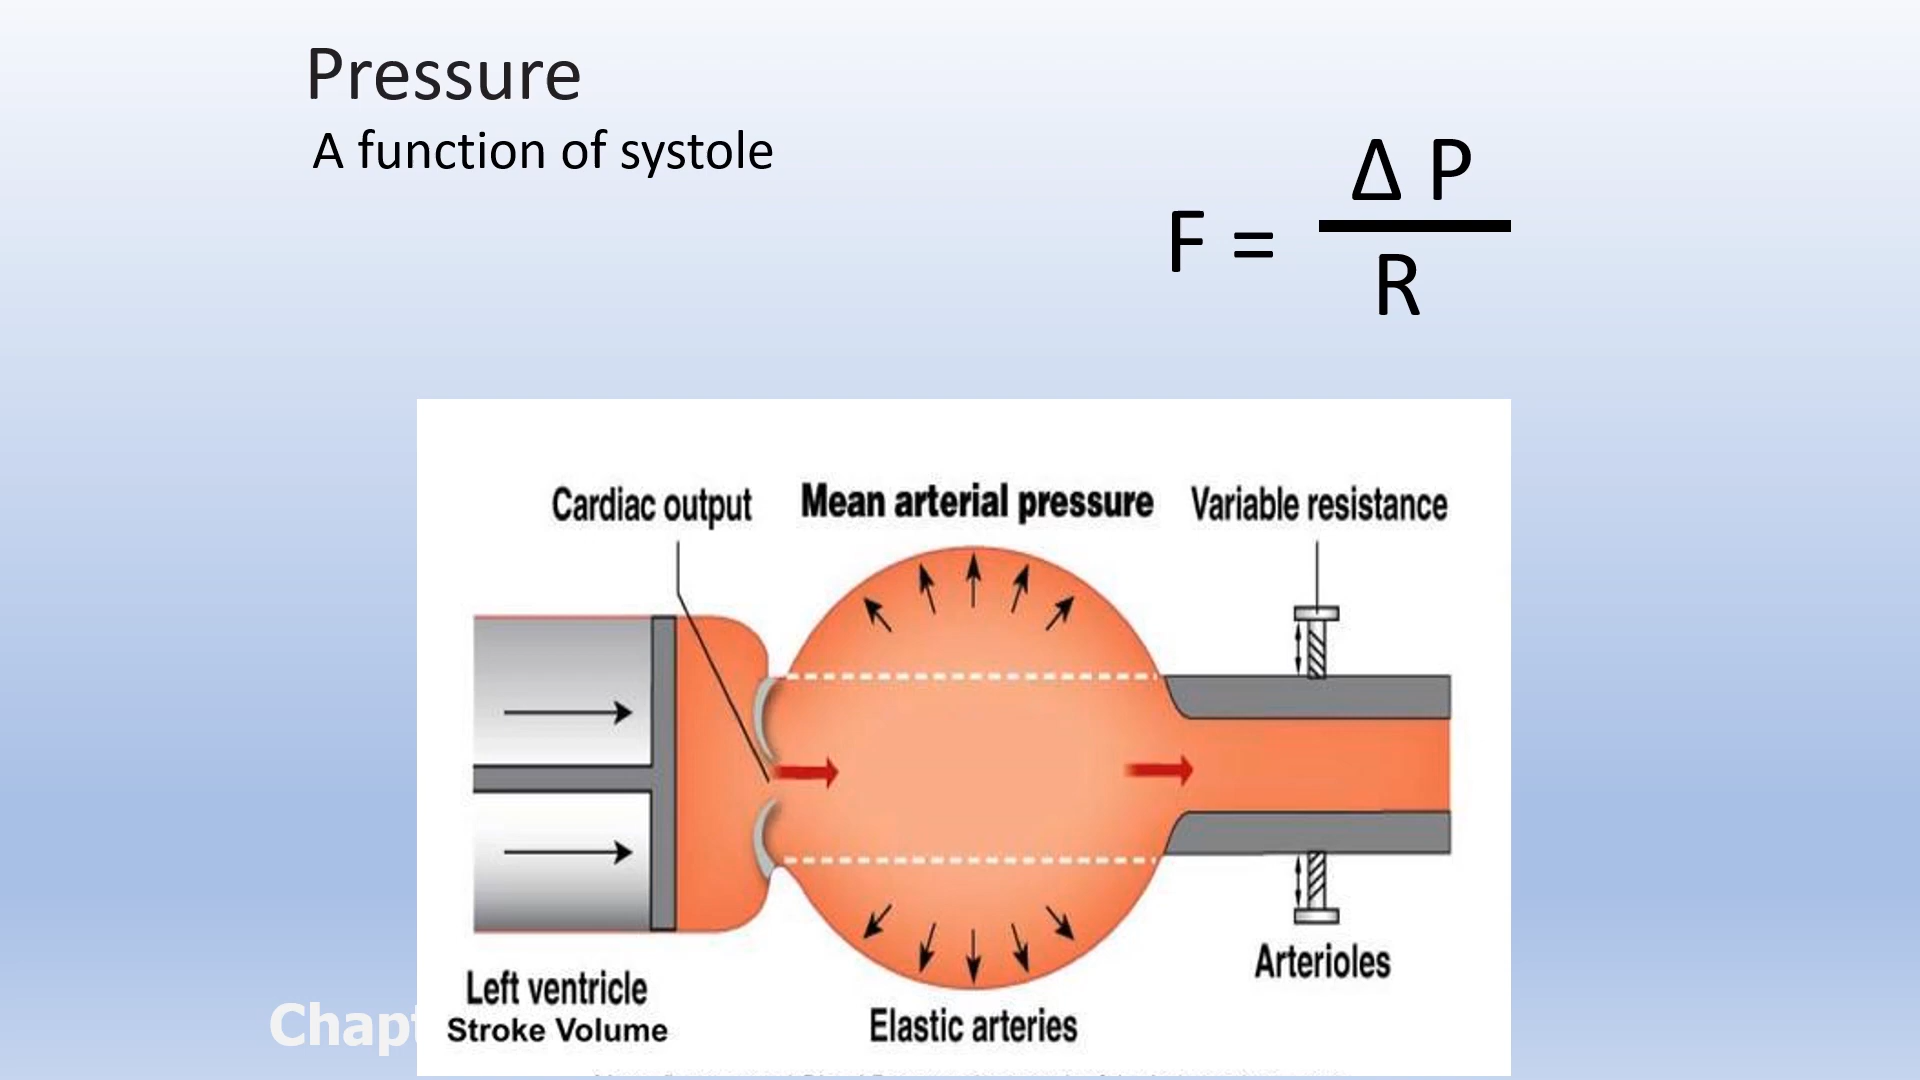 Pressure
A function of systole
Δ P
F =
R
Cardiac output
Mean arterial pressure
Variable resistance
Left ventricle
Stroke Volume
Elastic arteries
Arterioles
Chapt